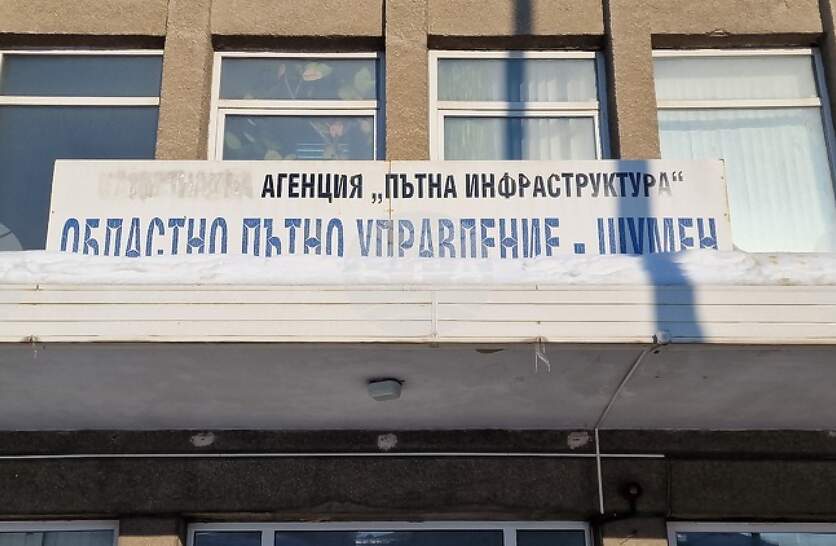 АГЕНЦИЯ „ПЪТНА ИНФРАСТРУКТУРА“
ОБЛАСТНО ПЪТНО УПРАВЛЕНИЕ - ШУМЕН